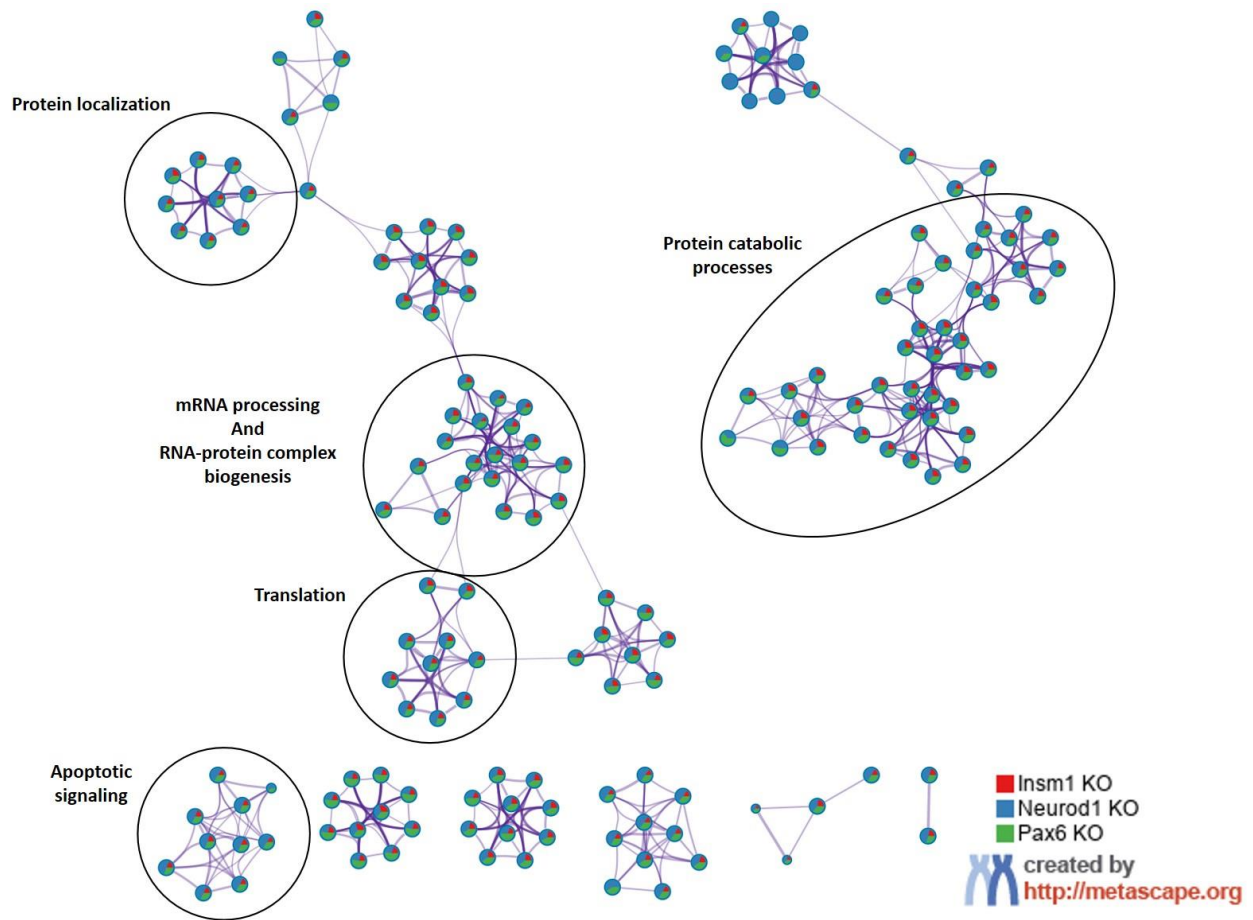 Protein localization
Protein catabolic
processes
mRNA processing
And
RNA-protein complex
biogenesis
Translation
Apoptotic
signaling
Insm1 KO
Neurod1 KO
Pax6 KO
created by
http://metascape.org